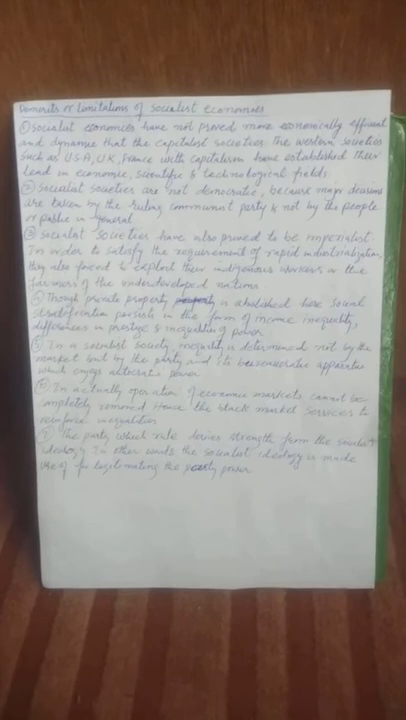 Demerits or limitations of socialist economies
① socialist economies have not proved more economically efficient
and dynamic that the capitalist societies. The western societies
such as U.S.A, U.K, France with capitalism have established their
lead in economic, scientific & technological fields.
② Socialist societies are not democratic, because major decisions
are taken by the ruling communist party & not by the people
or public in general
③ socialist societies have also proved to be imperialist.
In order to satisfy the requirement of rapid industrialization,
they also forced to exploit their indigenous workers or the
farmers of the underdeveloped nations
④ Though private property is abolished here social
stratification persists in the form of income inequality,
differences in prestige & inequalities of power.
⑤ In a socialist society, inequality is determined not by the
market but by the party and its bureaucratic apparatus
which enjoys autocratic power
⑥ In actually operation of economic markets cannot be
completely removed Hence the black market services to
reinforce inequalities
⑦ The party which rule derives strength from the socialist
ideology. In other words, the socialist ideology is made
use of for legitimating the party power